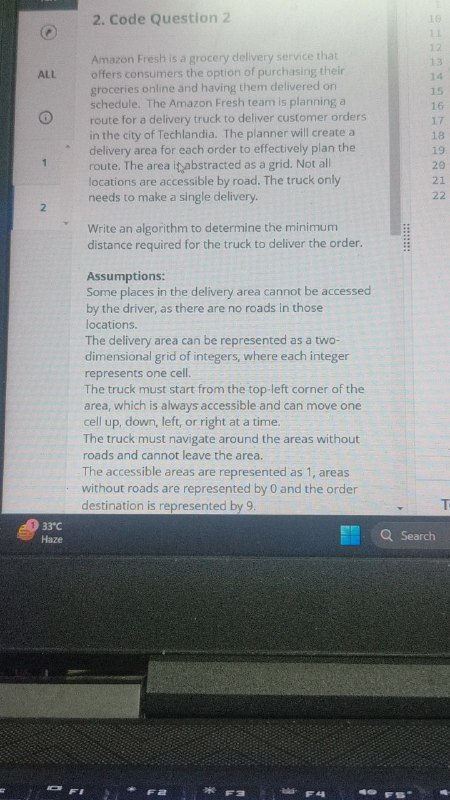 2. Code Question 2
Amazon Fresh is a grocery delivery service that
offers consumers the option of purchasing their
groceries online and having them delivered on
schedule. The Amazon Fresh team is planning a
route for a delivery truck to deliver customer orders
in the city of Techlandia. The planner will create a
delivery area for each order to effectively plan the
route. The area is abstracted as a grid. Not all
locations are accessible by road. The truck only
needs to make a single delivery.
Write an algorithm to determine the minimum
distance required for the truck to deliver the order.
Assumptions:
Some places in the delivery area cannot be accessed
by the driver, as there are no roads in those
locations.
The delivery area can be represented as a two-
dimensional grid of integers, where each integer
represents one cell.
The truck must start from the top-left corner of the
area, which is always accessible and can move one
cell up, down, left, or right at a time.
The truck must navigate around the areas without
roads and cannot leave the area.
The accessible areas are represented as 1, areas
without roads are represented by 0 and the order
destination is represented by 9.
ALL
1
2
10
11
12
13
14
15
16
17
18
19
20
21
22
1
33°C
Haze
Search
F1
F2
F3
F4
F5